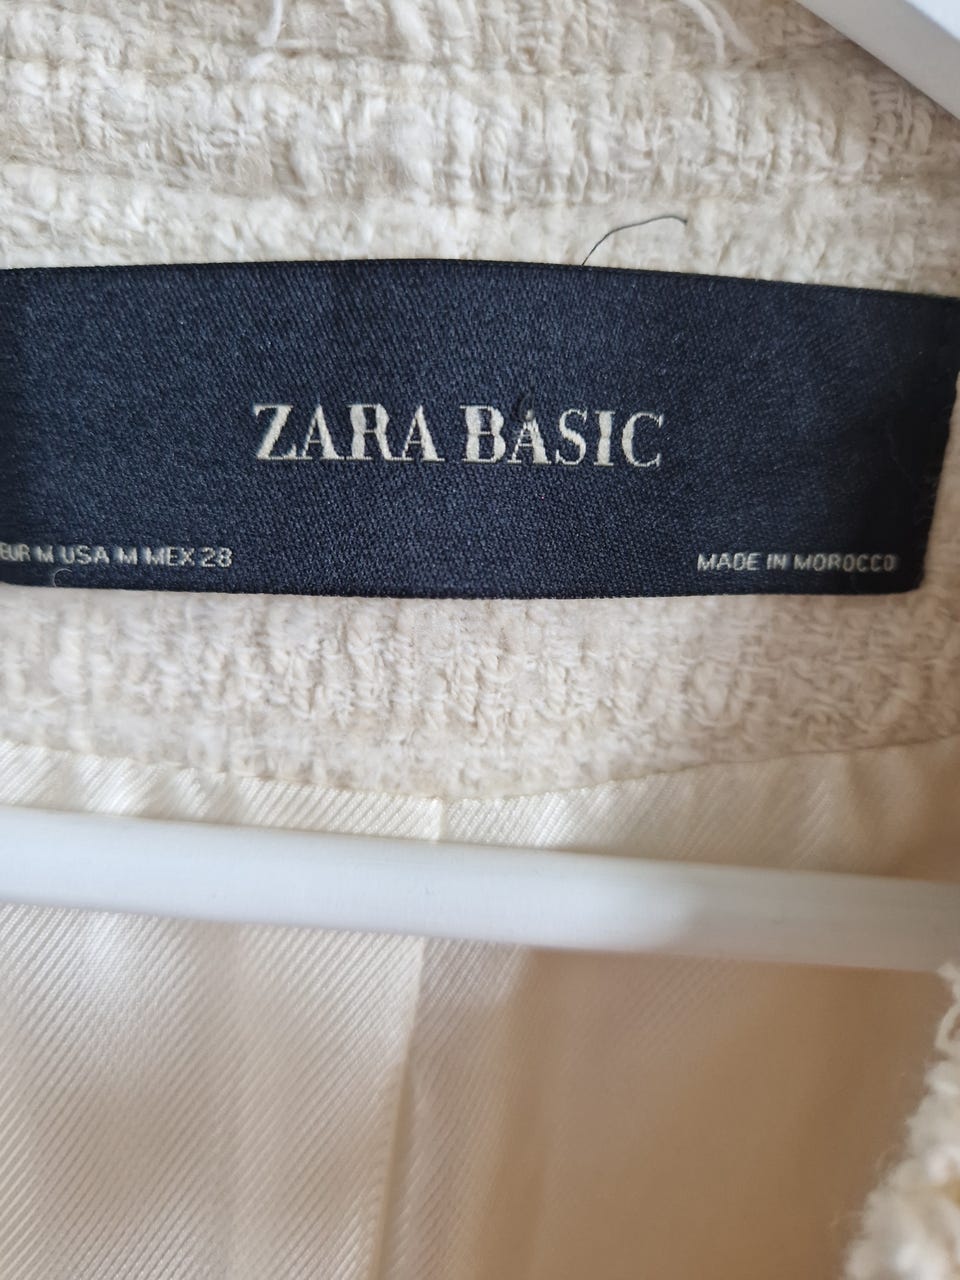 ZARA BASIC
EUR M USA M MEX 28
MADE IN MOROCCO